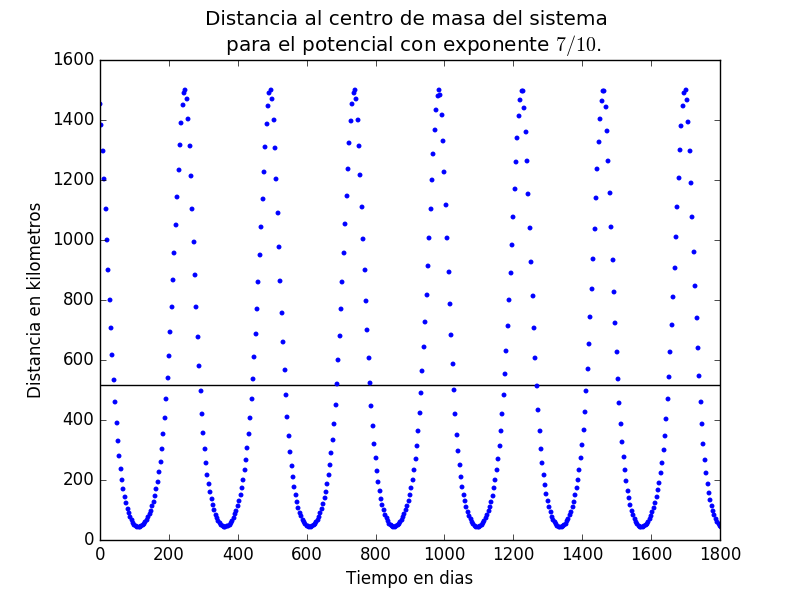 Distancia al centro de masa del sistema
para el potencial con exponente 7/10.
1600
1400
1200
1000
800
600
400
200
0
Distancia en kilometros
0 200 400 600 800 1000 1200 1400 1600 1800
Tiempo en dias